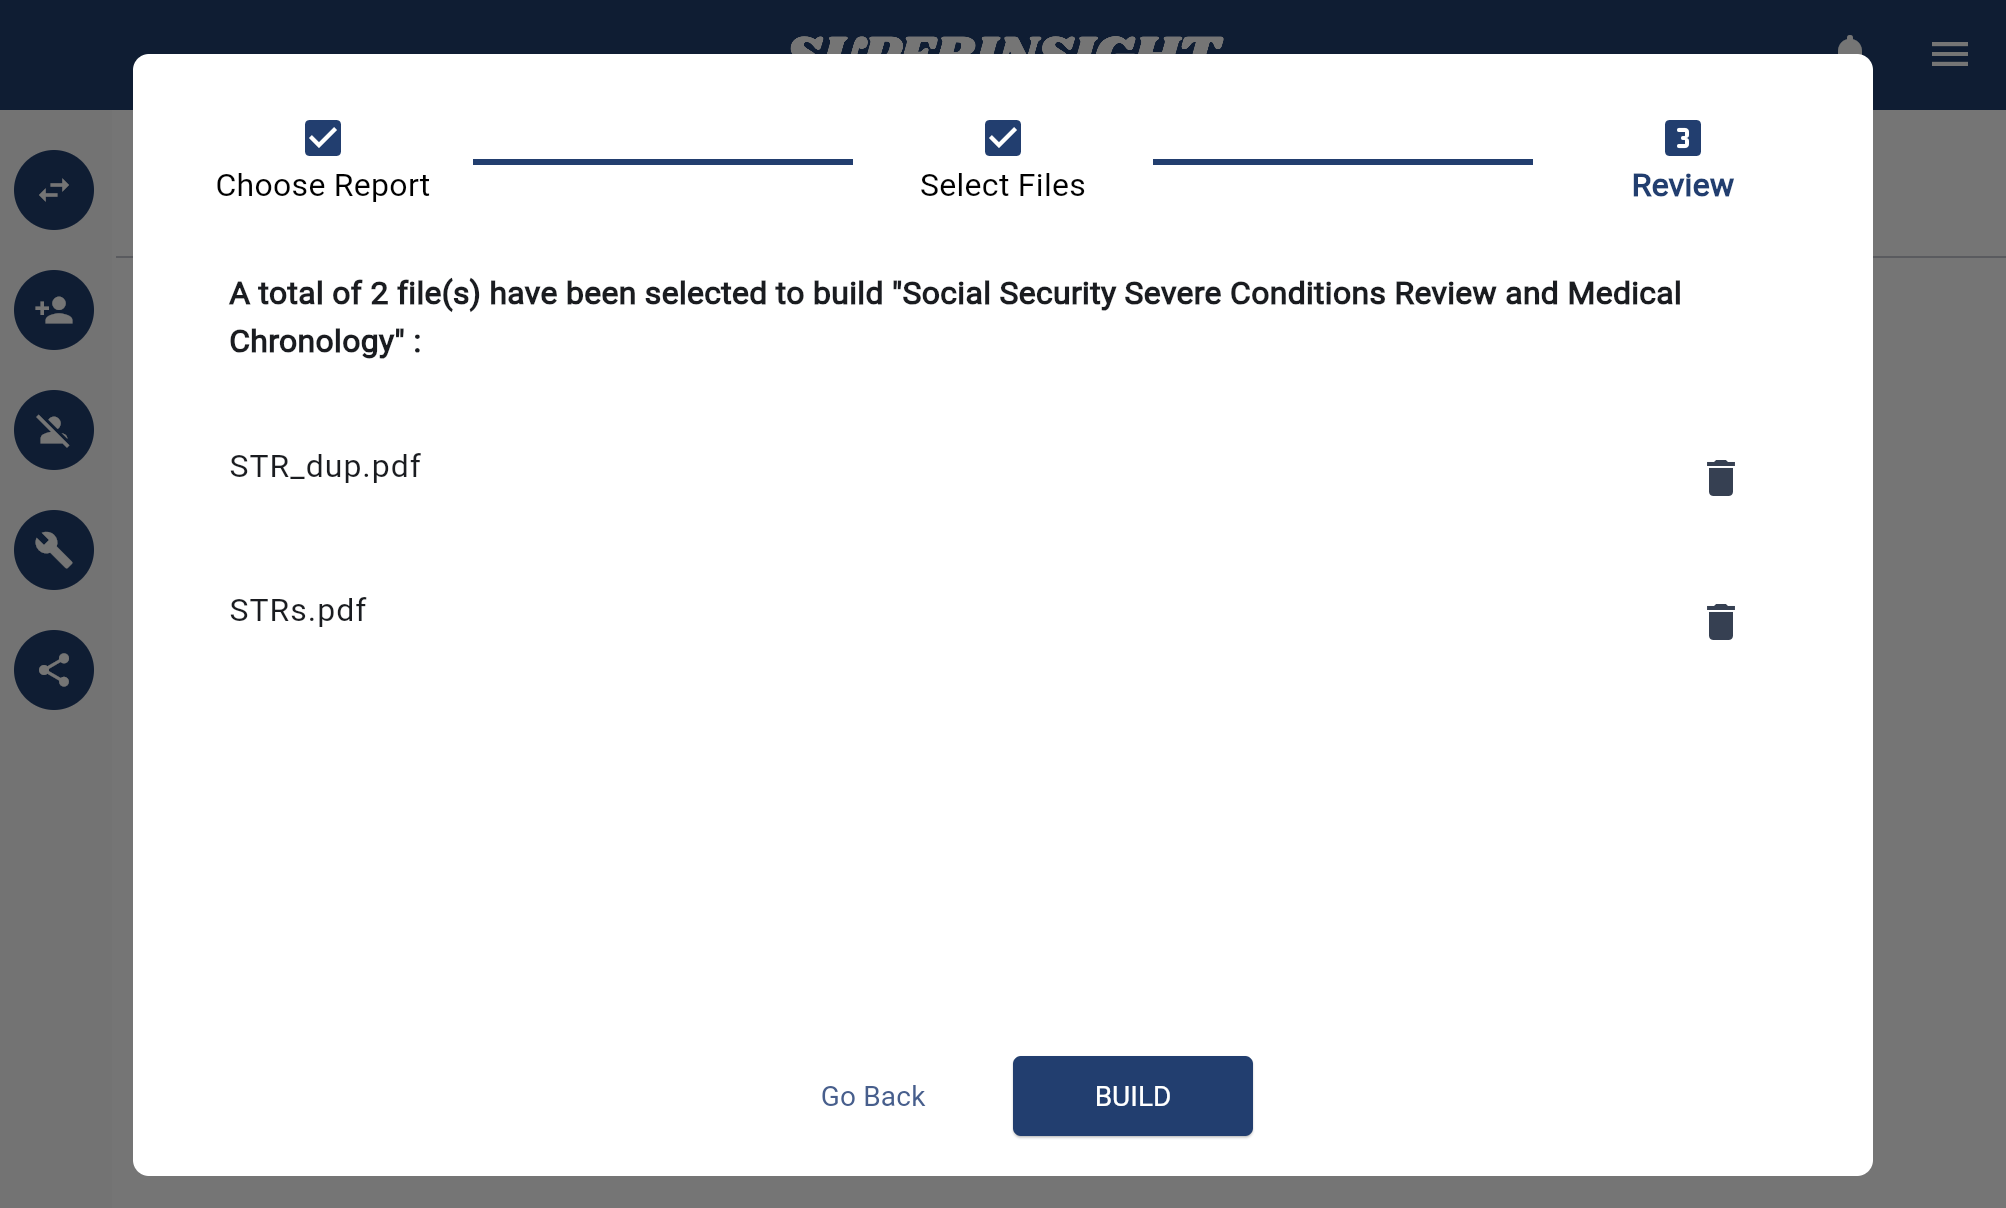 SUPERINSIGHT
Choose Report
Select Files
3
Review
A total of 2 file(s) have been selected to build "Social Security Severe Conditions Review and Medical
Chronology" :
STR_dup.pdf
STRs.pdf
Go Back
BUILD